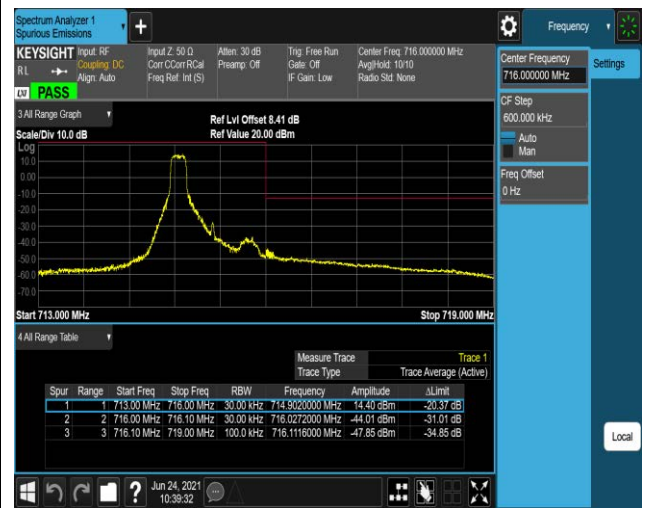 Spectrum Analyzer 1
Spurious Emissions
Frequency
KEYSIGHT
RL
Input: RF
Coupling: DC
Align: Auto
Input Z: 50 Ω
Corr CCorr RCal
Freq Ref: Int (S)
Atten: 30 dB
Preamp: Off
Trig: Free Run
Gate: Off
IF Gain: Low
Center Freq: 716.000000 MHz
Avg|Hold: 10/10
Radio Std: None
LXI PASS
3 All Range Graph
Scale/Div 10.0 dB
Ref Lvl Offset 8.41 dB
Ref Value 20.00 dBm
Log
10.0
0.00
-10.0
-20.0
-30.0
-40.0
-50.0
-60.0
-70.0
Start 713.000 MHz
Stop 719.000 MHz
4 All Range Table
Measure Trace Trace 1
Trace Type Trace Average (Active)
Spur Range Start Freq Stop Freq RBW Frequency Amplitude ΔLimit
1 1 713.00 MHz 716.00 MHz 30.00 kHz 714.9020000 MHz 14.40 dBm -20.37 dB
2 2 716.00 MHz 716.10 MHz 30.00 kHz 716.0272000 MHz -44.01 dBm -31.01 dB
3 3 716.10 MHz 719.00 MHz 100.0 kHz 716.1116000 MHz -47.85 dBm -34.85 dB
Center Frequency
716.000000 MHz
Settings
CF Step
600.000 kHz
Auto
Man
Freq Offset
0 Hz
Local
Jun 24, 2021
10:39:32